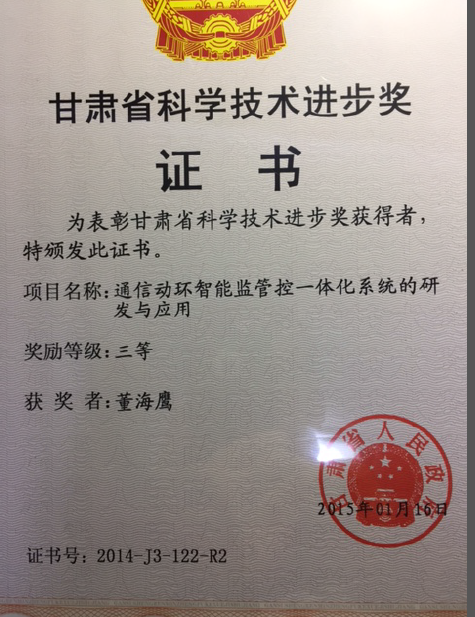 甘肃省科学技术进步奖
证 书
为表彰甘肃省科学技术进步奖获得者，
特颁发此证书。
项目名称：通信动环智能监管控一体化系统的研
发与应用
奖励等级：三等
获 奖 者：董海鹰
甘肃省人民政府
2015年01月16日
证书号：2014-J3-122-R2